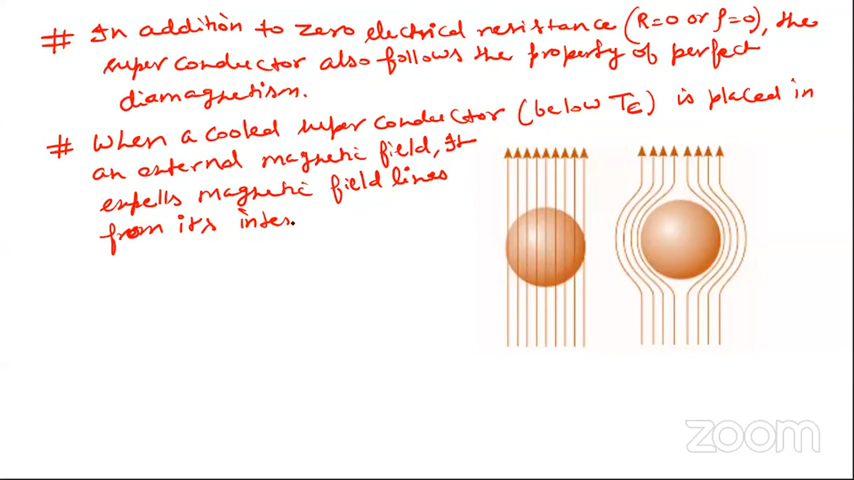 # In addition to zero electrical resistance (R=0 or ρ=0), the
super conductor also follows the property of perfect
diamagnetism.
# When a cooled super conductor (below Tc) is placed in
an external magnetic field, It
expells magnetic field lines
from its inter
zoom